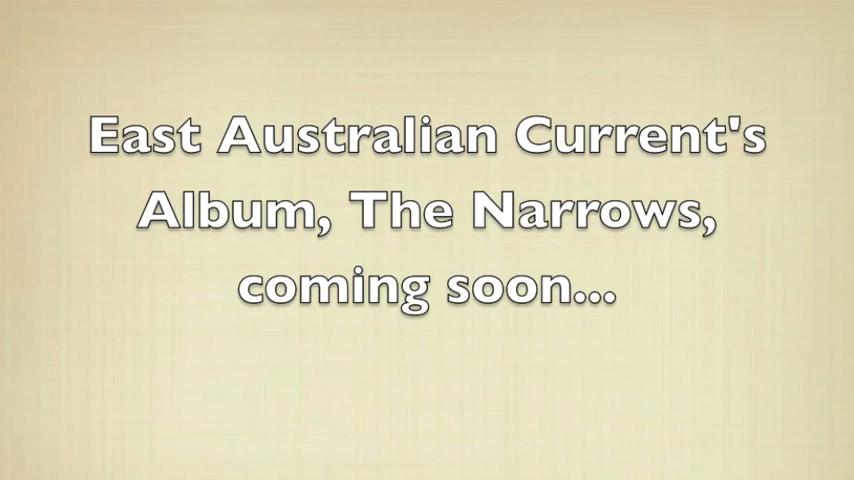 East Australian Current's
Album, The Narrows,
coming soon...